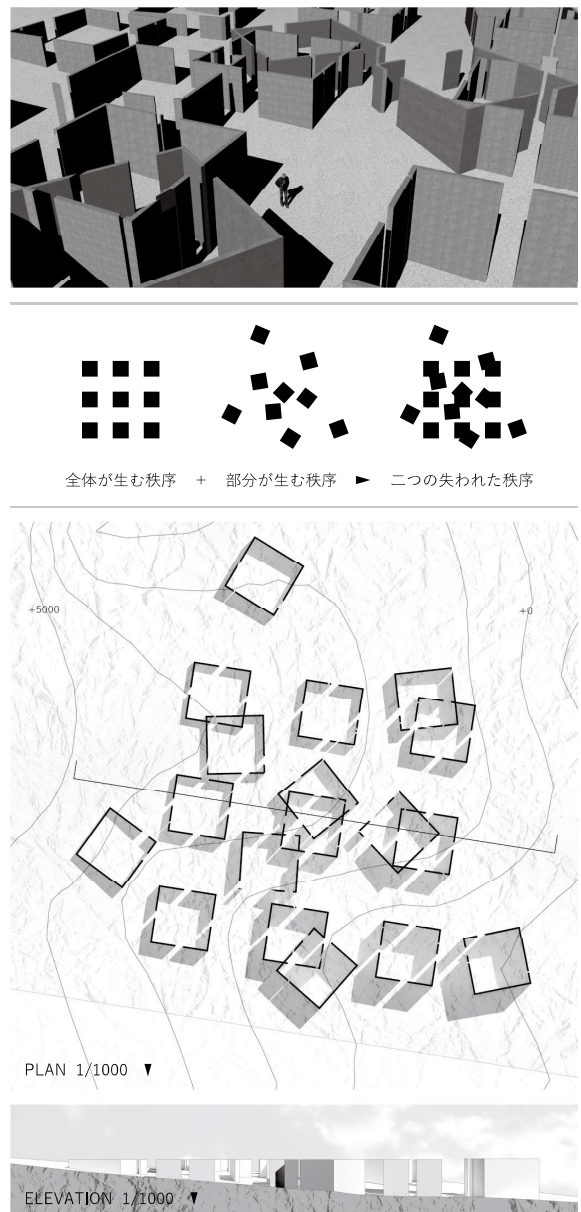 全体が生む秩序 + 部分が生む秩序 ► 二つの失われた秩序
+5000
+0
PLAN 1/1000 ▼
ELEVATION 1/1000 ▼